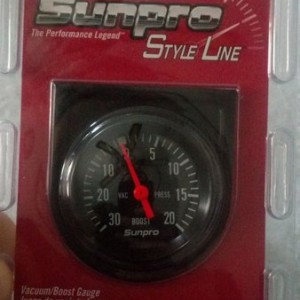 Sunpro
The Performance Legend™
STYLE LINE
0 5
10 10
VAC PRESS
20 15
30 BOOST 20
Sunpro
Vacuum/Boost Gauge